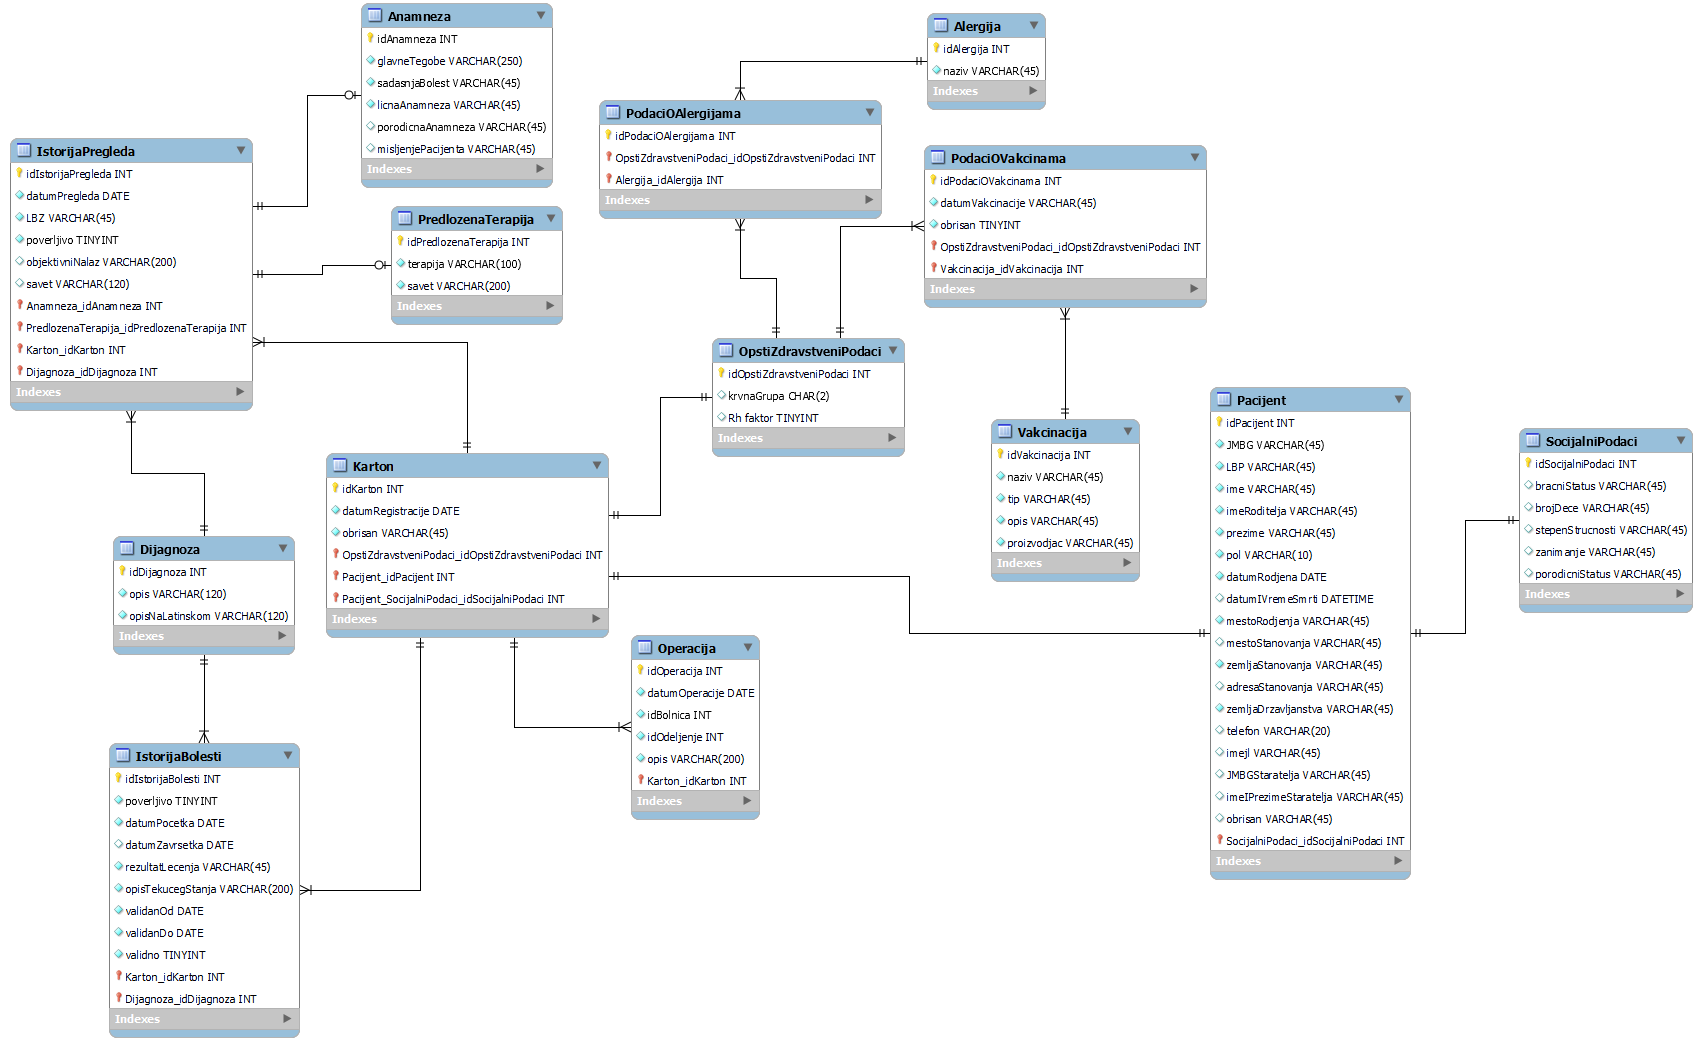 Anamneza
idAnamneza INT
glavneTegobe VARCHAR(250)
sadasnjaBolest VARCHAR(45)
licnaAnamneza VARCHAR(45)
porodicnaAnamneza VARCHAR(45)
misljenjePacijenta VARCHAR(45)
Indexes
Alergija
idAlergija INT
naziv VARCHAR(45)
Indexes
PodaciOAlergijama
idPodaciOAlergijama INT
OpstiZdravstveniPodaci_idOpstiZdravstveniPodaci INT
Alergija_idAlergija INT
Indexes
IstorijaPregleda
idIstorijaPregleda INT
datumPregleda DATE
LBZ VARCHAR(45)
poverljivo TINYINT
objektivniNalaz VARCHAR(200)
savet VARCHAR(120)
Anamneza_idAnamneza INT
PredlozenaTerapija_idPredlozenaTerapija INT
Karton_idKarton INT
Dijagnoza_idDijagnoza INT
Indexes
PodaciOVakcinama
idPodaciOVakcinama INT
datumVakcinacije VARCHAR(45)
obrisan TINYINT
OpstiZdravstveniPodaci_idOpstiZdravstveniPodaci INT
Vakcinacija_idVakcinacija INT
Indexes
PredlozenaTerapija
idPredlozenaTerapija INT
terapija VARCHAR(100)
savet VARCHAR(200)
Indexes
OpstiZdravstveniPodaci
idOpstiZdravstveniPodaci INT
krvnaGrupa CHAR(2)
Rh faktor TINYINT
Indexes
Pacijent
idPacijent INT
JMBG VARCHAR(45)
LBP VARCHAR(45)
ime VARCHAR(45)
imeRoditelja VARCHAR(45)
prezime VARCHAR(45)
pol VARCHAR(10)
datumRodjena DATE
datumIVremeSmrti DATETIME
mestoRodjenja VARCHAR(45)
mestoStanovanja VARCHAR(45)
zemljaStanovanja VARCHAR(45)
adresaStanovanja VARCHAR(45)
zemljaDrzavljanstva VARCHAR(45)
telefon VARCHAR(20)
imejl VARCHAR(45)
JMBGStaratelja VARCHAR(45)
imeIPrezimeStaratelja VARCHAR(45)
obrisan VARCHAR(45)
SocijalniPodaci_idSocijalniPodaci INT
Indexes
Vakcinacija
idVakcinacija INT
naziv VARCHAR(45)
tip VARCHAR(45)
opis VARCHAR(45)
proizvodjac VARCHAR(45)
Indexes
SocijalniPodaci
idSocijalniPodaci INT
bracniStatus VARCHAR(45)
brojDece VARCHAR(45)
stepenStrucnosti VARCHAR(45)
zanimanje VARCHAR(45)
porodicniStatus VARCHAR(45)
Indexes
Karton
idKarton INT
datumRegistracije DATE
obrisan VARCHAR(45)
OpstiZdravstveniPodaci_idOpstiZdravstveniPodaci INT
Pacijent_idPacijent INT
Pacijent_SocijalniPodaci_idSocijalniPodaci INT
Indexes
Dijagnoza
idDijagnoza INT
opis VARCHAR(120)
opisNaLatinskom VARCHAR(120)
Indexes
Operacija
idOperacija INT
datumOperacije DATE
idBolnica INT
idOdeljenje INT
opis VARCHAR(200)
Karton_idKarton INT
Indexes
IstorijaBolesti
idIstorijaBolesti INT
poverljivo TINYINT
datumPocetka DATE
datumZavrsetka DATE
rezultatLecenja VARCHAR(45)
opisTekucegStanja VARCHAR(200)
validanOd DATE
validanDo DATE
validno TINYINT
Karton_idKarton INT
Dijagnoza_idDijagnoza INT
Indexes